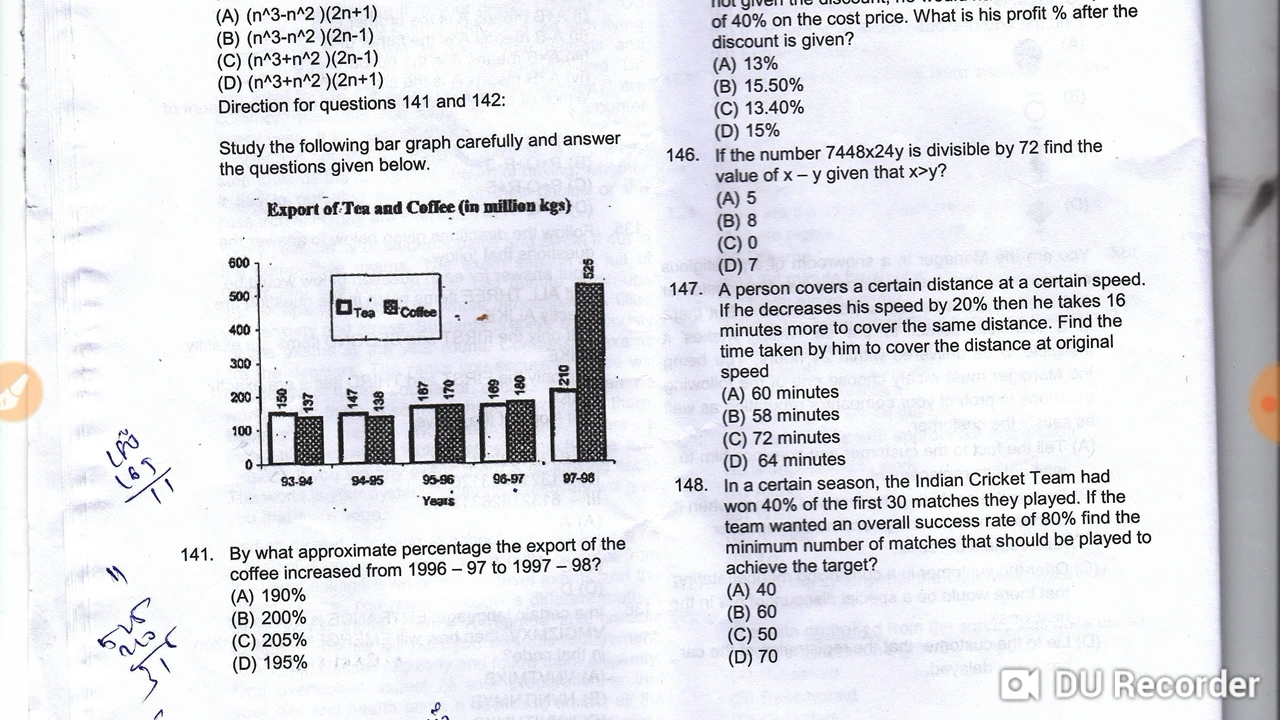 (A) (n^3-n^2 )(2n+1)
(B) (n^3-n^2 )(2n-1)
(C) (n^3+n^2 )(2n-1)
(D) (n^3+n^2 )(2n+1)
Direction for questions 141 and 142:
Study the following bar graph carefully and answer
the questions given below.
Export of Tea and Coffee (in million kgs)
600
500
400
300
200
100
0
Tea Coffee
150 137 147 138 167 170 169 180 210 525
93-94 94-95 95-96 96-97 97-98
Years
141. By what approximate percentage the export of the
coffee increased from 1996 – 97 to 1997 – 98?
(A) 190%
(B) 200%
(C) 205%
(D) 195%
of 40% on the cost price. What is his profit % after the
discount is given?
(A) 13%
(B) 15.50%
(C) 13.40%
(D) 15%
146. If the number 7448x24y is divisible by 72 find the
value of x – y given that x>y?
(A) 5
(B) 8
(C) 0
(D) 7
147. A person covers a certain distance at a certain speed.
If he decreases his speed by 20% then he takes 16
minutes more to cover the same distance. Find the
time taken by him to cover the distance at original
speed
(A) 60 minutes
(B) 58 minutes
(C) 72 minutes
(D) 64 minutes
148. In a certain season, the Indian Cricket Team had
won 40% of the first 30 matches they played. If the
team wanted an overall success rate of 80% find the
minimum number of matches that should be played to
achieve the target?
(A) 40
(B) 60
(C) 50
(D) 70
DU Recorder